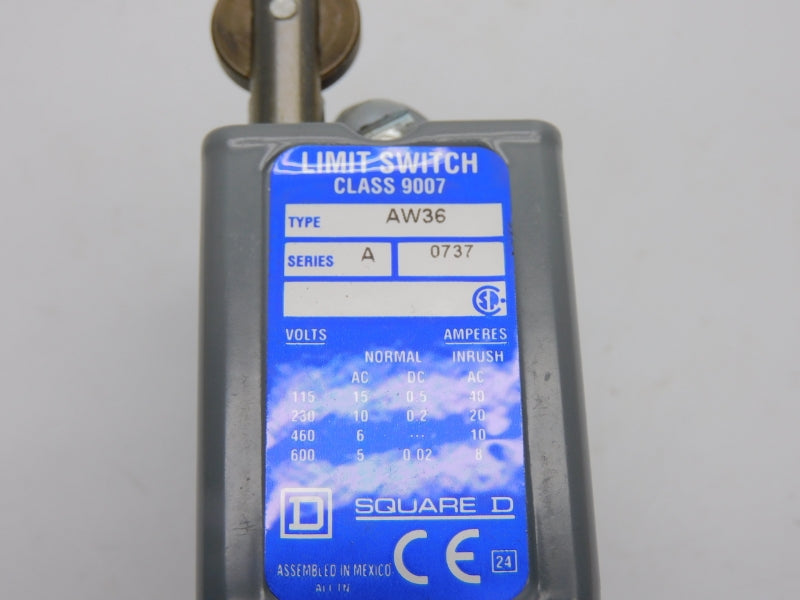 LIMIT SWITCH
CLASS 9007
TYPE AW36
SERIES A 0737
SP
VOLTS AMPERES
NORMAL INRUSH
AC DC AC
115 15 0.5 40
230 10 0.2 20
460 6 ... 10
600 5 0.02 8
D SQUARE D
ASSEMBLED IN MEXICO CE 24